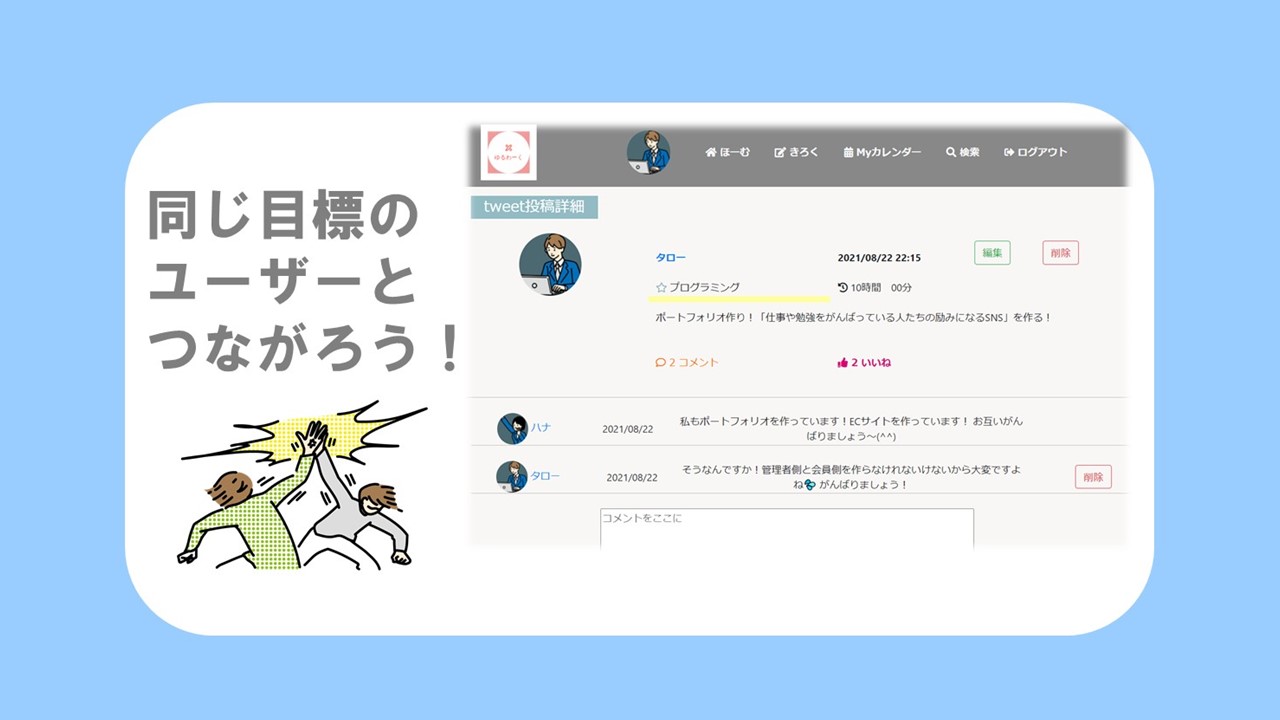 同じ目標の
ユーザーと
つながろう！
ゆるわーく
ほーむ
きろく
Myカレンダー
検索
ログアウト
tweet投稿詳細
タロー
2021/08/22 22:15
編集
削除
プログラミング
10時間 00分
ポートフォリオ作り！「仕事や勉強をがんばっている人たちの励みになるSNS」を作る！
2 コメント
2 いいね
ハナ
2021/08/22
私もポートフォリオを作っています！ECサイトを作っています！ お互いがん
ばりましょう～(^^)
タロー
2021/08/22
そうなんですか！管理者側と会員側を作らなけれないけないから大変ですよ
ね💦 がんばりましょう！
削除
コメントをここに